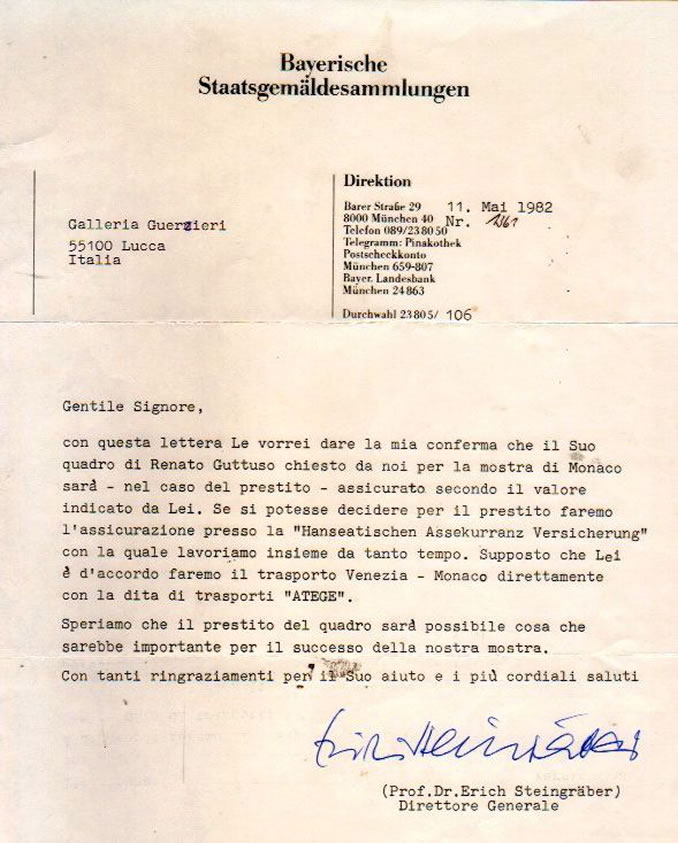 Bayerische
Staatsgemäldesammlungen
Direktion
Barer Straße 29
8000 München 40
Telefon 089/23 80 50
Telegramm: Pinakothek
Postscheckkonto
München 659-807
Bayer. Landesbank
München 24 863
Durchwahl 23 80 5/ 106
11. Mai 1982
Nr.
Galleria Guerzieri
55100 Lucca
Italia
Gentile Signore,
con questa lettera Le vorrei dare la mia conferma che il Suo
quadro di Renato Guttuso chiesto da noi per la mostra di Monaco
sarà - nel caso del prestito - assicurato secondo il valore
indicato da Lei. Se si potesse decidere per il prestito faremo
l'assicurazione presso la "Hanseatischen Assekurranz Versicherung"
con la quale lavoriamo insieme da tanto tempo. Supposto che Lei
è d'accordo faremo il trasporto Venezia - Monaco direttamente
con la dita di trasporti "ATEGE".
Speriamo che il prestito del quadro sarà possibile cosa che
sarebbe importante per il successo della nostra mostra.
Con tanti ringraziamenti per il Suo aiuto e i più cordiali saluti
(Prof.Dr.Erich Steingräber)
Direttore Generale